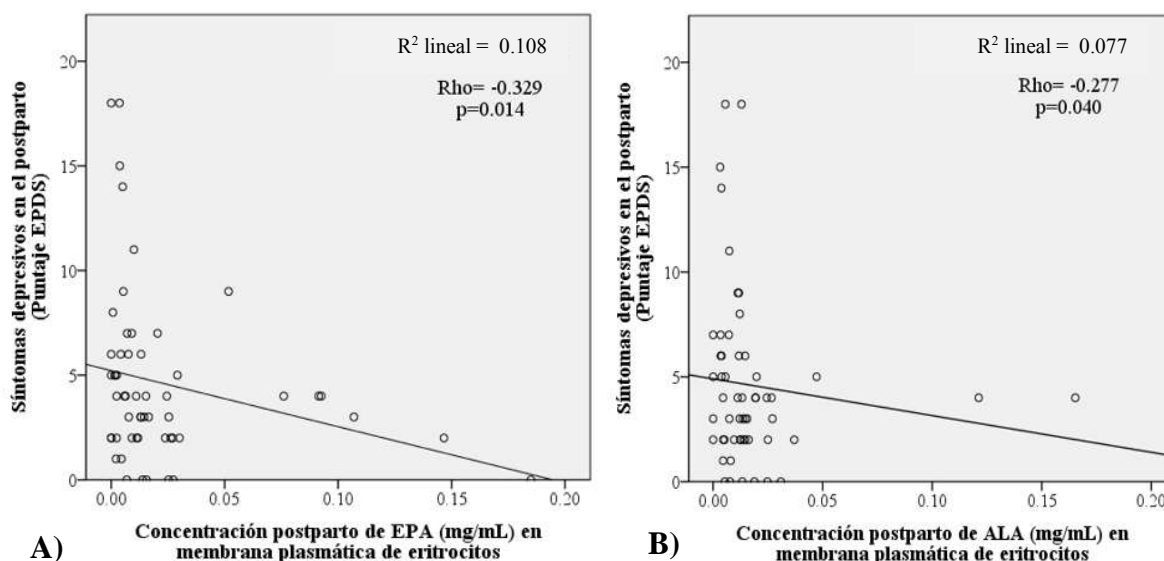 R² lineal = 0.108
Rho= -0.329
p=0.014
Síntomas depresivos en el postparto
(Puntaje EPDS)
20
15
10
5
0
0.00 0.05 0.10 0.15 0.20
Concentración postparto de EPA (mg/mL) en
membrana plasmática de eritrocitos
A)
R² lineal = 0.077
Rho= -0.277
p=0.040
Síntomas depresivos en el postparto
(Puntaje EPDS)
20
15
10
5
0
0.00 0.05 0.10 0.15 0.20
Concentración postparto de ALA (mg/mL) en
membrana plasmática de eritrocitos
B)